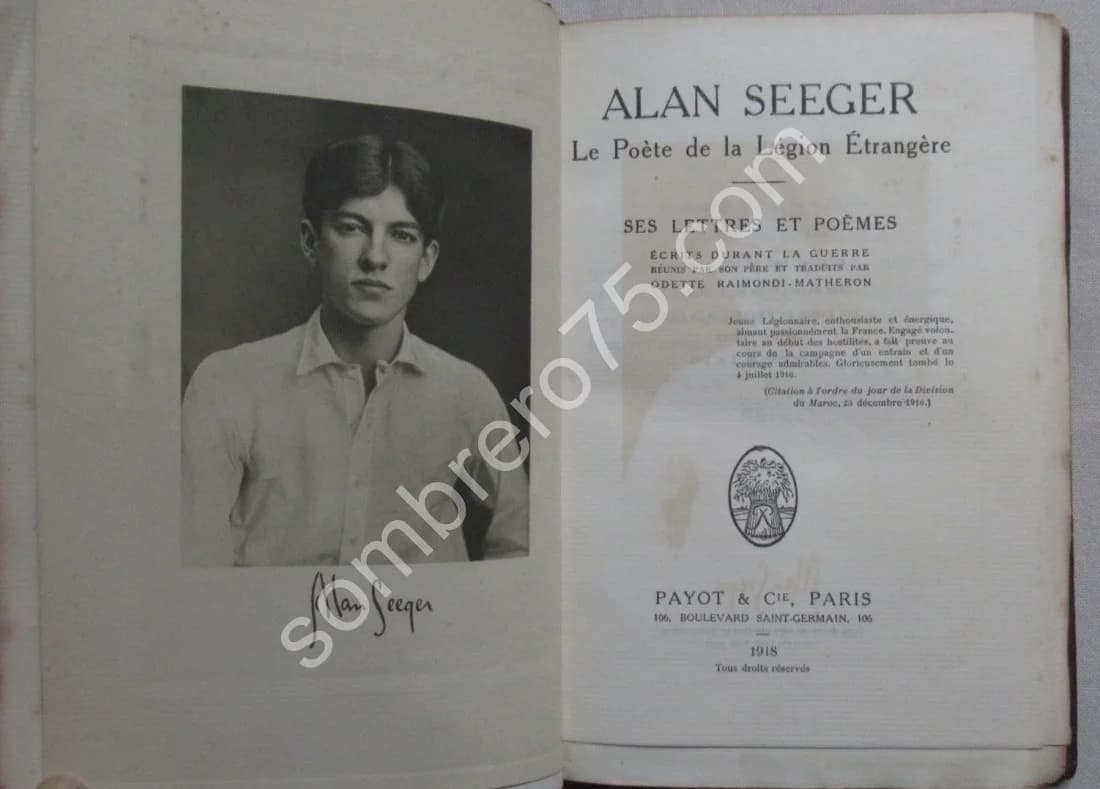 Alan Seeger
ALAN SEEGER
Le Poète de la Légion Étrangère
SES LETTRES ET POÈMES
ÉCRITS DURANT LA GUERRE
RÉUNIS PAR SON PÈRE ET TRADUITS PAR
ODETTE RAIMONDI-MATHERON
Jeune Légionnaire, enthousiaste et énergique,
aimant passionnément la France. Engagé volon-
taire au début des hostilités, a fait preuve au
cours de la campagne d'un entrain et d'un
courage admirables. Glorieusement tombé le
4 juillet 1916.
(Citation à l'ordre du jour de la Division
du Maroc, 25 décembre 1916.)
PAYOT & CIE, PARIS
106, BOULEVARD SAINT-GERMAIN, 106
1918
Tous droits réservés
sombrero75.com